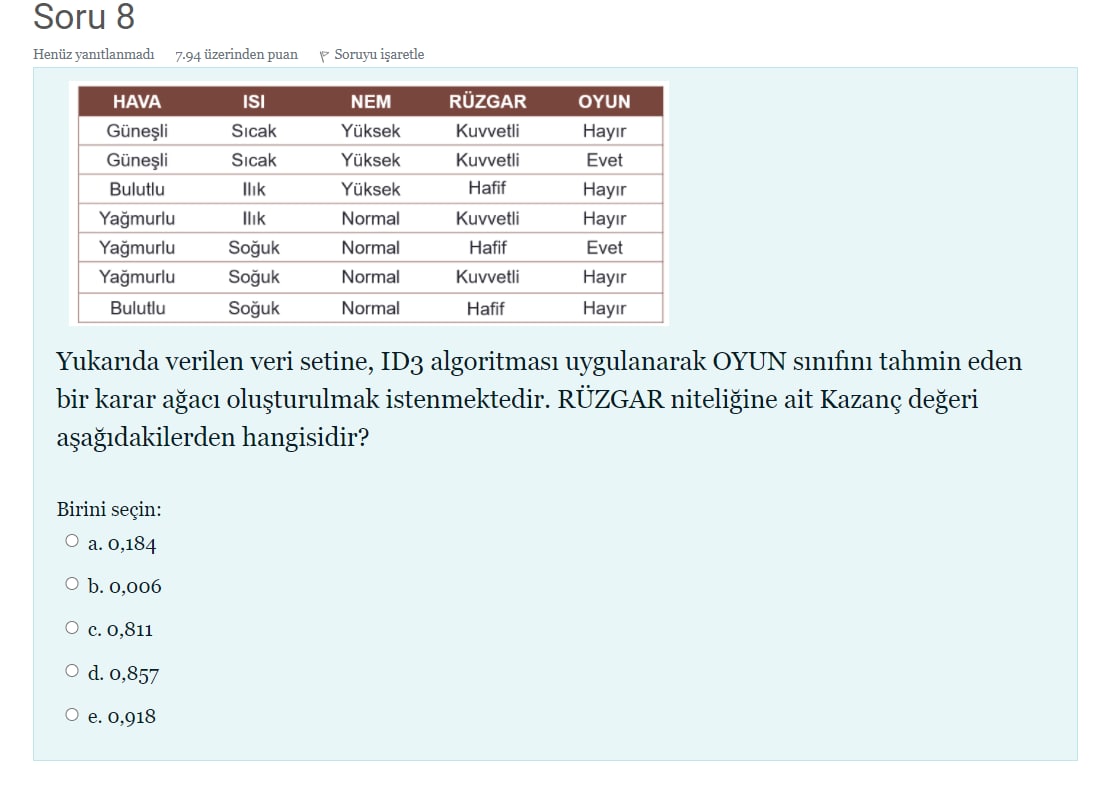 Soru 8
Henüz yanıtlanmadı 7.94 üzerinden puan Soruyu işaretle
HAVA ISI NEM RÜZGAR OYUN
Güneşli Sıcak Yüksek Kuvvetli Hayır
Güneşli Sıcak Yüksek Kuvvetli Evet
Bulutlu Ilık Yüksek Hafif Hayır
Yağmurlu Ilık Normal Kuvvetli Hayır
Yağmurlu Soğuk Normal Hafif Evet
Yağmurlu Soğuk Normal Kuvvetli Hayır
Bulutlu Soğuk Normal Hafif Hayır
Yukarıda verilen veri setine, ID3 algoritması uygulanarak OYUN sınıfını tahmin eden
bir karar ağacı oluşturulmak istenmektedir. RÜZGAR niteliğine ait Kazanç değeri
aşağıdakilerden hangisidir?
Birini seçin:
a. 0,184
b. 0,006
c. 0,811
d. 0,857
e. 0,918